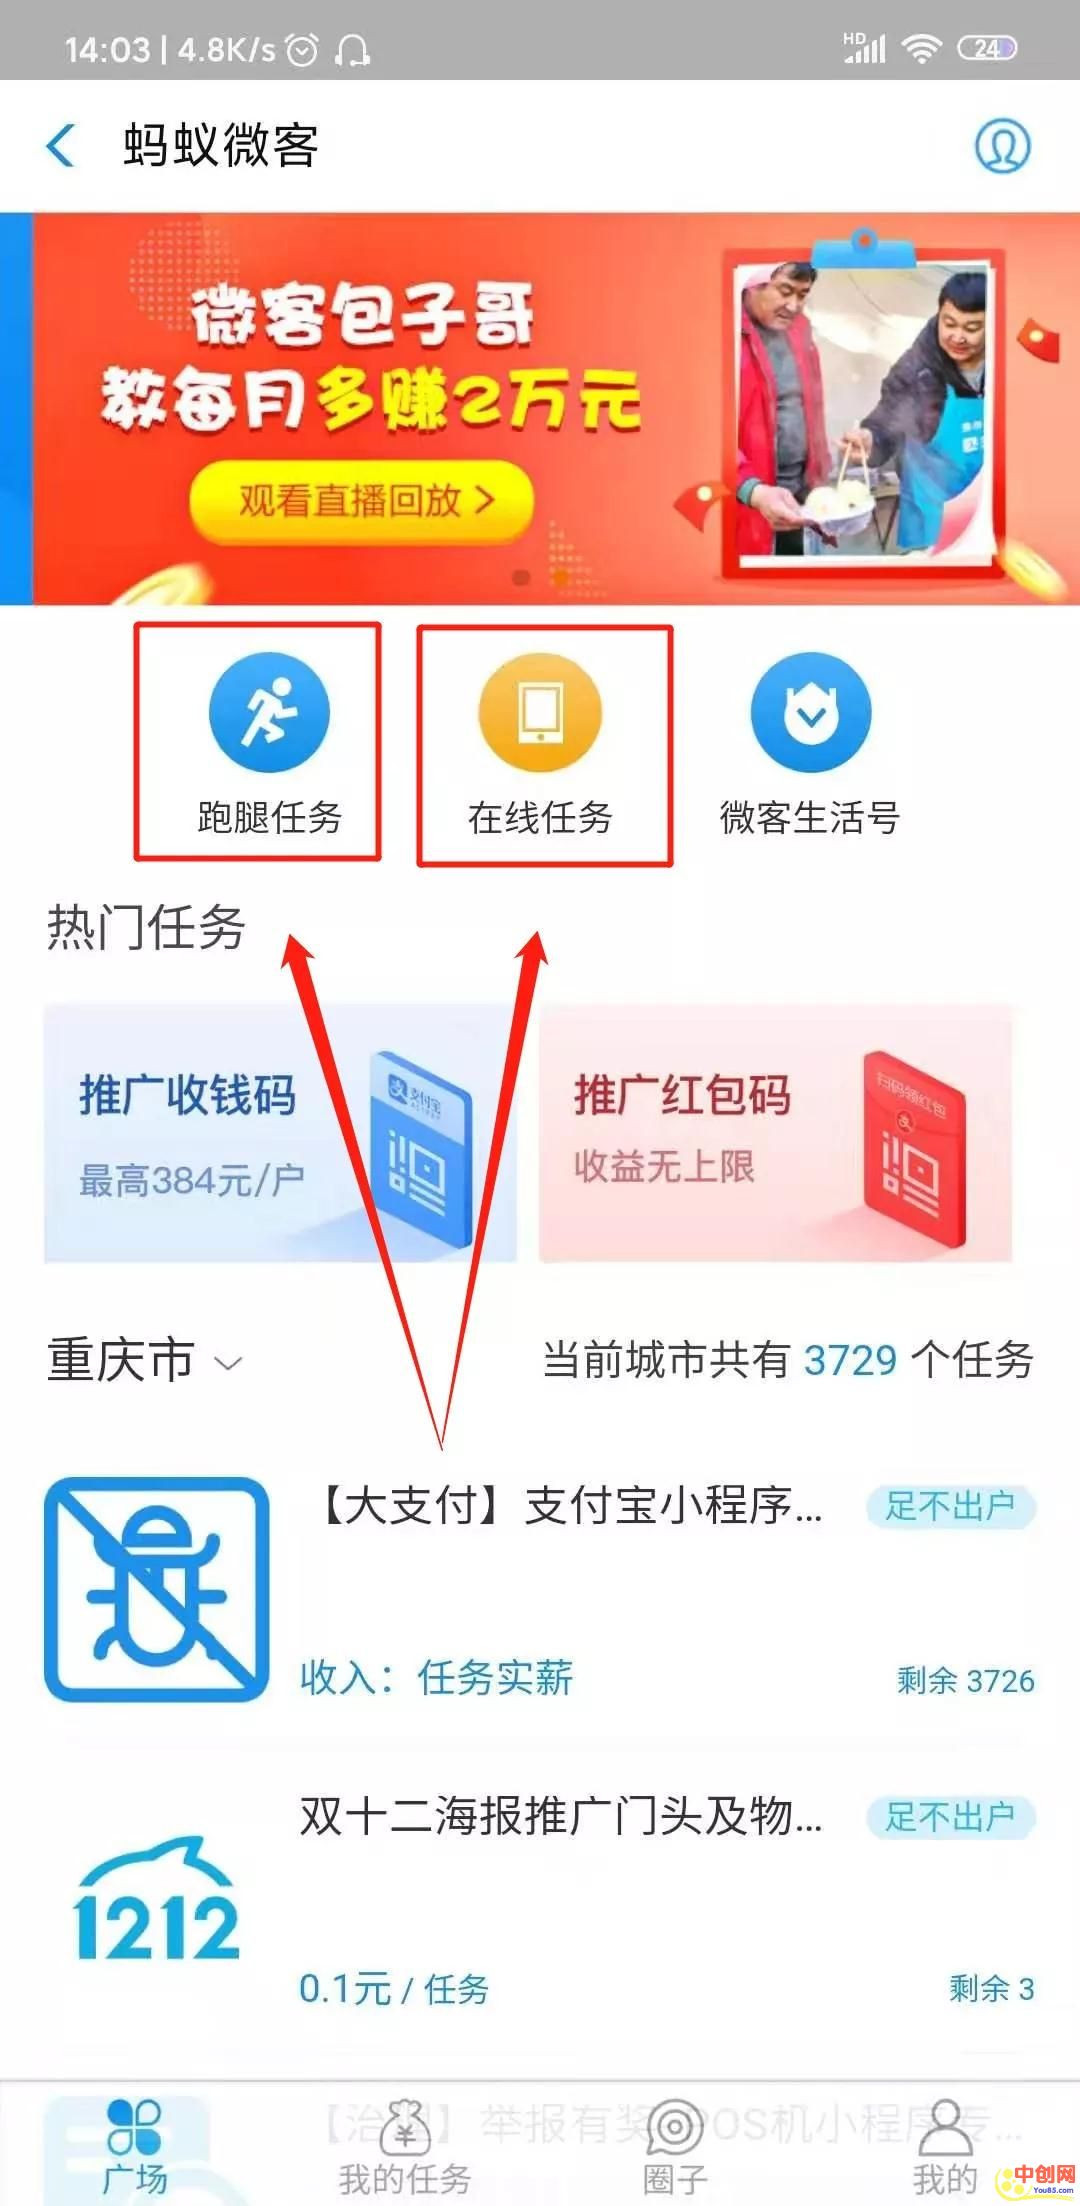 14:03 | 4.8K/s
HD
24
蚂蚁微客
微客包子哥
教每月多赚2万元
观看直播回放 >
跑腿任务
在线任务
微客生活号
热门任务
推广收钱码
最高384元/户
支付宝
推广红包码
收益无上限
扫码领红包
重庆市
当前城市共有 3729 个任务
【大支付】支付宝小程序...
足不出户
收入：任务实薪
剩余 3726
双十二海报推广门头及物...
足不出户
1212
0.1元 / 任务
剩余 3
举报有奖
POS机小程序专...
广场
我的任务
圈子
我的
中创网
You85.com